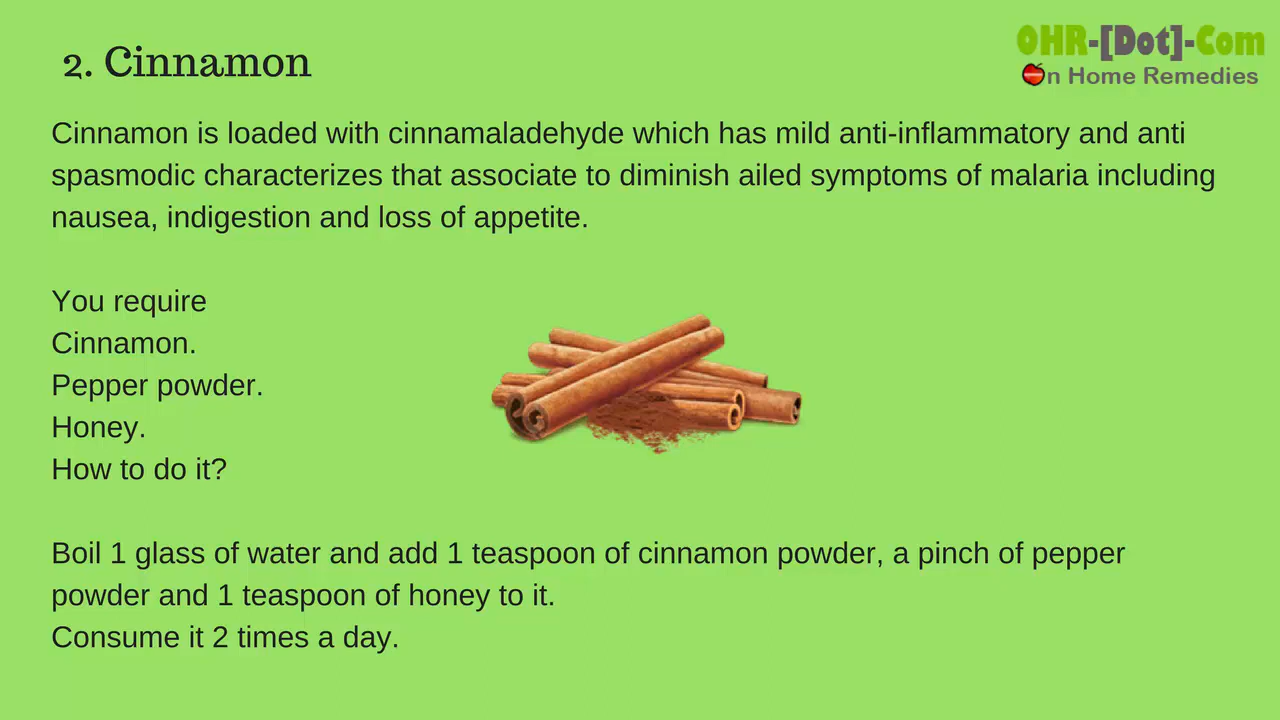 2. Cinnamon
OHR-[Dot]-Com
n Home Remedies
Cinnamon is loaded with cinnamaladehyde which has mild anti-inflammatory and anti
spasmodic characterizes that associate to diminish ailed symptoms of malaria including
nausea, indigestion and loss of appetite.
You require
Cinnamon.
Pepper powder.
Honey.
How to do it?
Boil 1 glass of water and add 1 teaspoon of cinnamon powder, a pinch of pepper
powder and 1 teaspoon of honey to it.
Consume it 2 times a day.